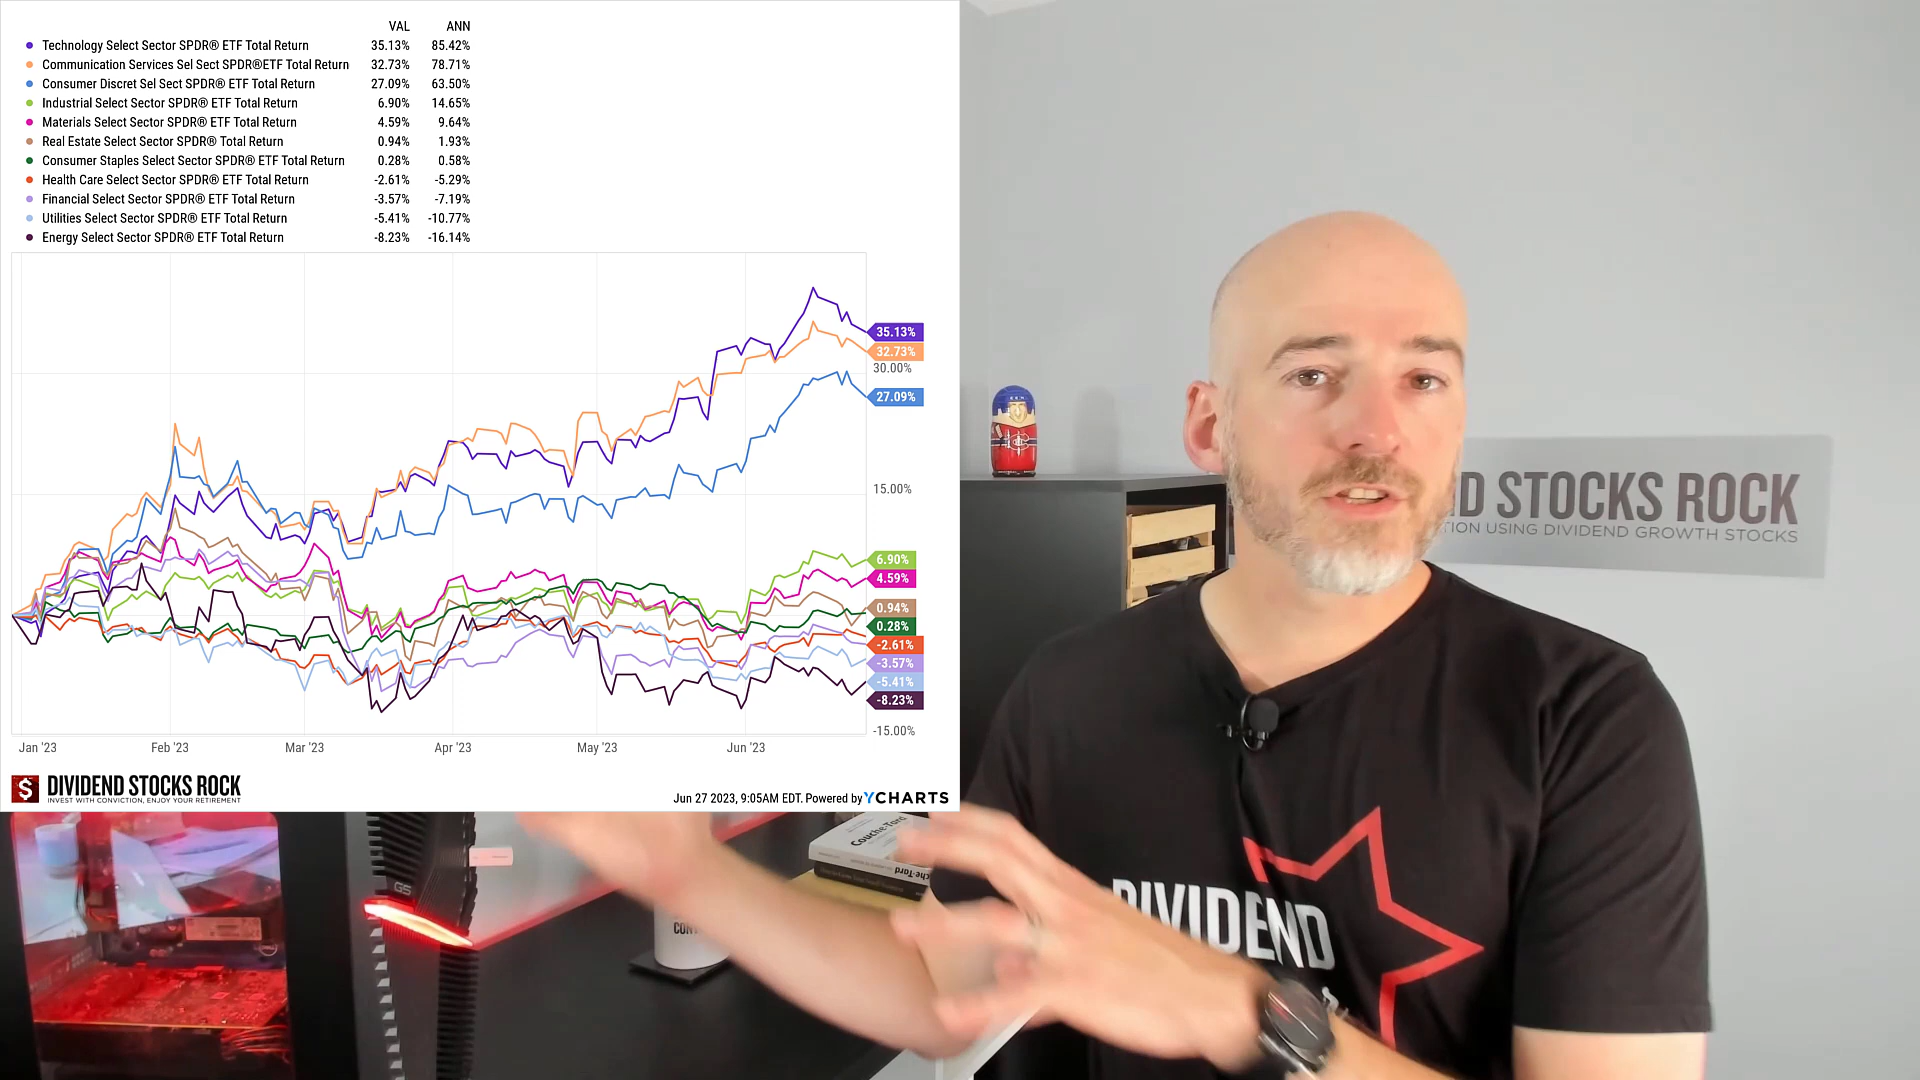 VAL ANN
Technology Select Sector SPDR® ETF Total Return 35.13% 85.42%
Communication Services Sel Sect SPDR®ETF Total Return 32.73% 78.71%
Consumer Discret Sel Sect SPDR® ETF Total Return 27.09% 63.50%
Industrial Select Sector SPDR® ETF Total Return 6.90% 14.65%
Materials Select Sector SPDR® ETF Total Return 4.59% 9.64%
Real Estate Select Sector SPDR® Total Return 0.94% 1.93%
Consumer Staples Select Sector SPDR® ETF Total Return 0.28% 0.58%
Health Care Select Sector SPDR® ETF Total Return -2.61% -5.29%
Financial Select Sector SPDR® ETF Total Return -3.57% -7.19%
Utilities Select Sector SPDR® ETF Total Return -5.41% -10.77%
Energy Select Sector SPDR® ETF Total Return -8.23% -16.14%
35.13%
32.73%
30.00%
27.09%
15.00%
6.90%
4.59%
0.94%
0.28%
-2.61%
-3.57%
-5.41%
-8.23%
-15.00%
Jan '23 Feb '23 Mar '23 Apr '23 May '23 Jun '23
DIVIDEND STOCKS ROCK
INVEST WITH CONVICTION, ENJOY YOUR RETIREMENT
Jun 27 2023, 9:05AM EDT. Powered by YCHARTS
D STOCKS ROCK
TION USING DIVIDEND GROWTH STOCKS
Couche-Tard
che-Tard
GS
CON
DIVIDEND